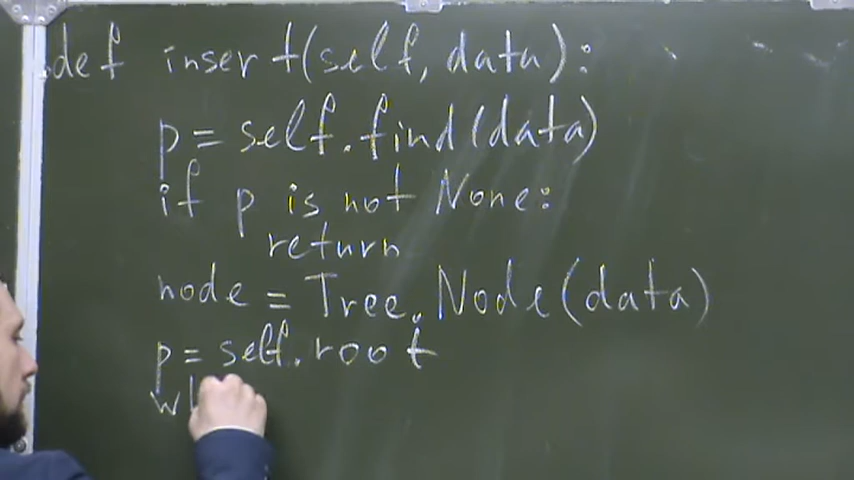 def insert(self, data):
p = self.find(data)
if p is not None:
return
node = Tree.Node(data)
p = self.root